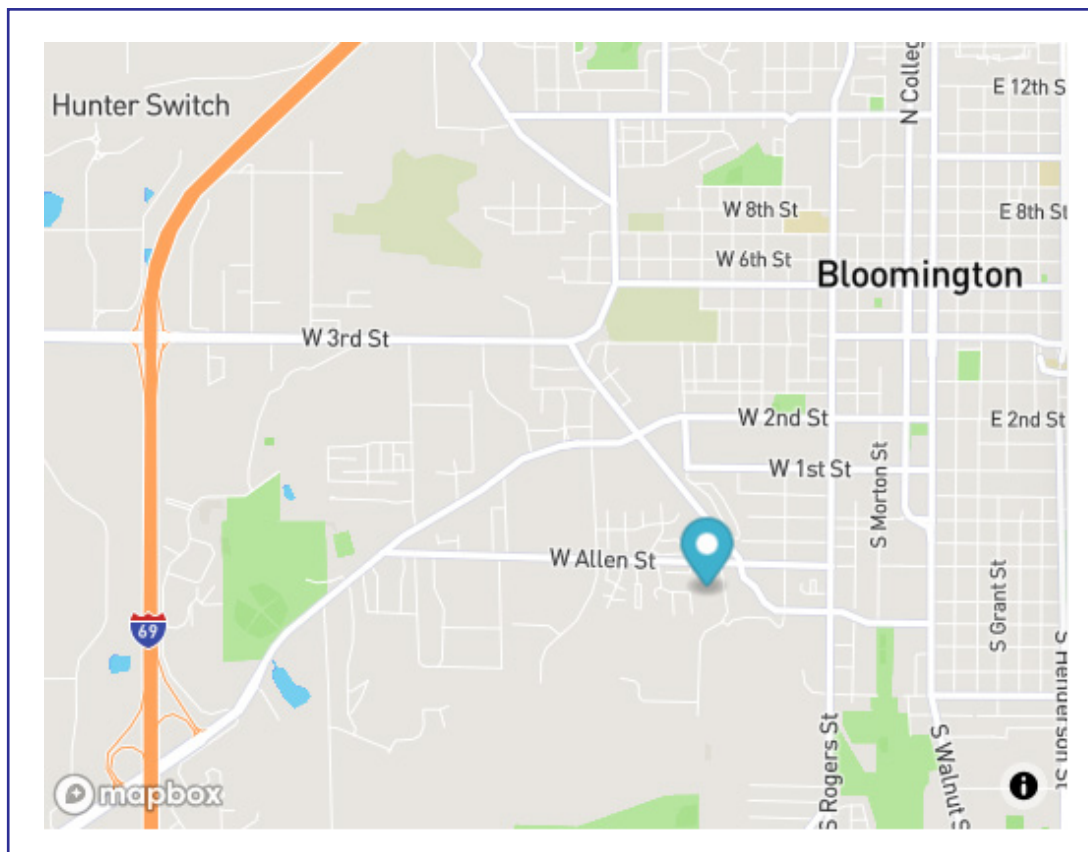 Hunter Switch
N Colleg
E 12th S
W 8th St
E 8th St
W 6th St
Bloomington
W 3rd St
W 2nd St
E 2nd St
W 1st St
S Morton St
W Allen St
S Grant St
69
S Henderson St
S Rogers St
S Walnut S
mapbox
i